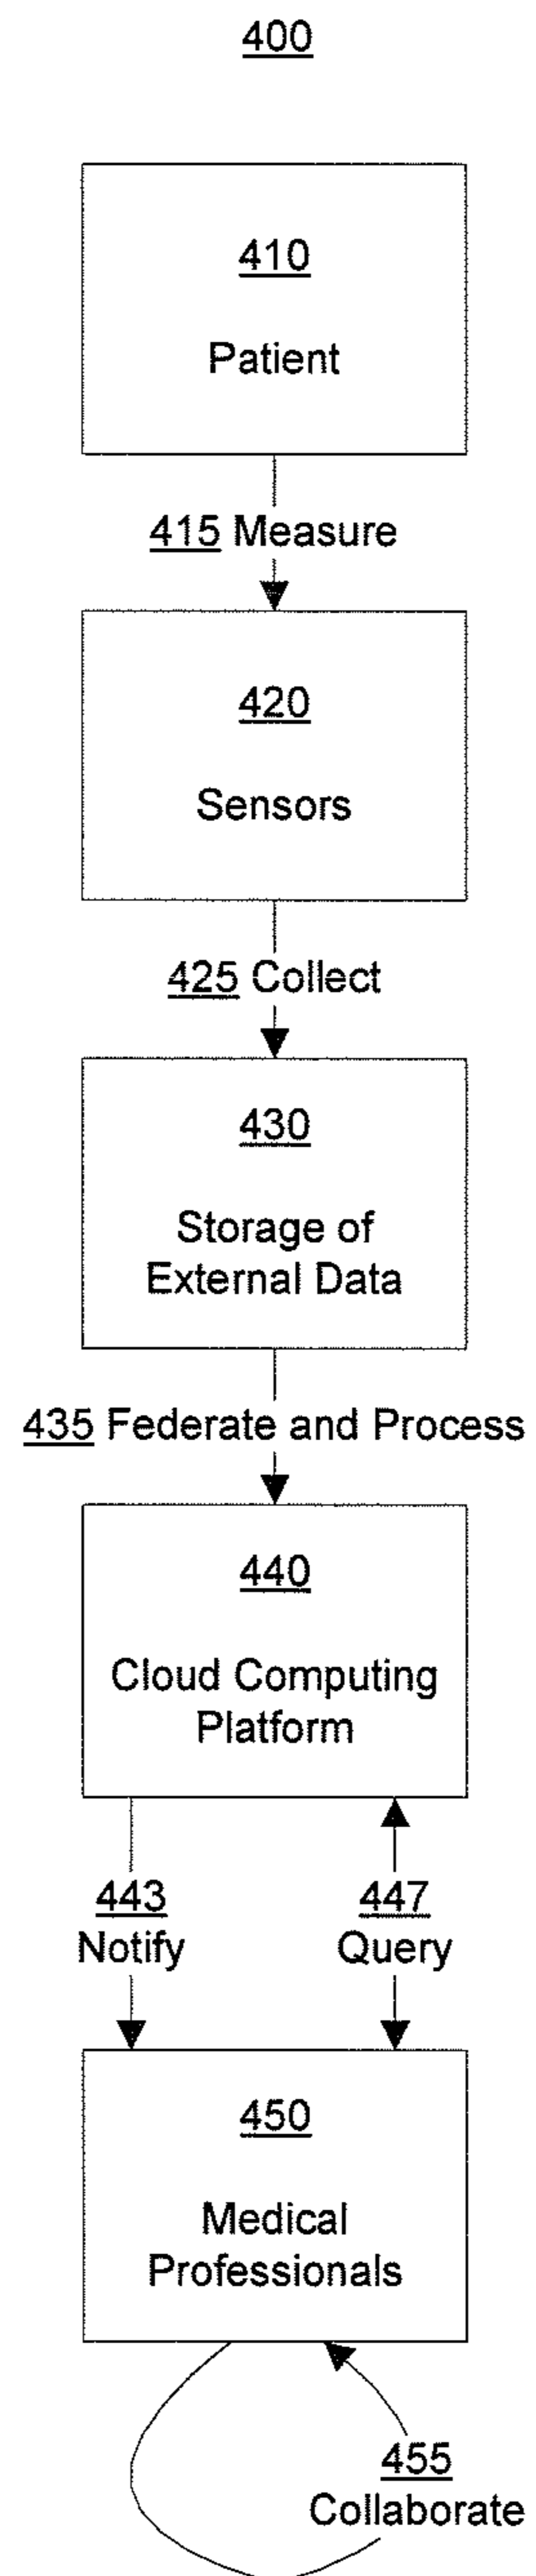 400
410
Patient
415 Measure
420
Sensors
425 Collect
430
Storage of
External Data
435 Federate and Process
440
Cloud Computing
Platform
443
Notify
447
Query
450
Medical
Professionals
455
Collaborate